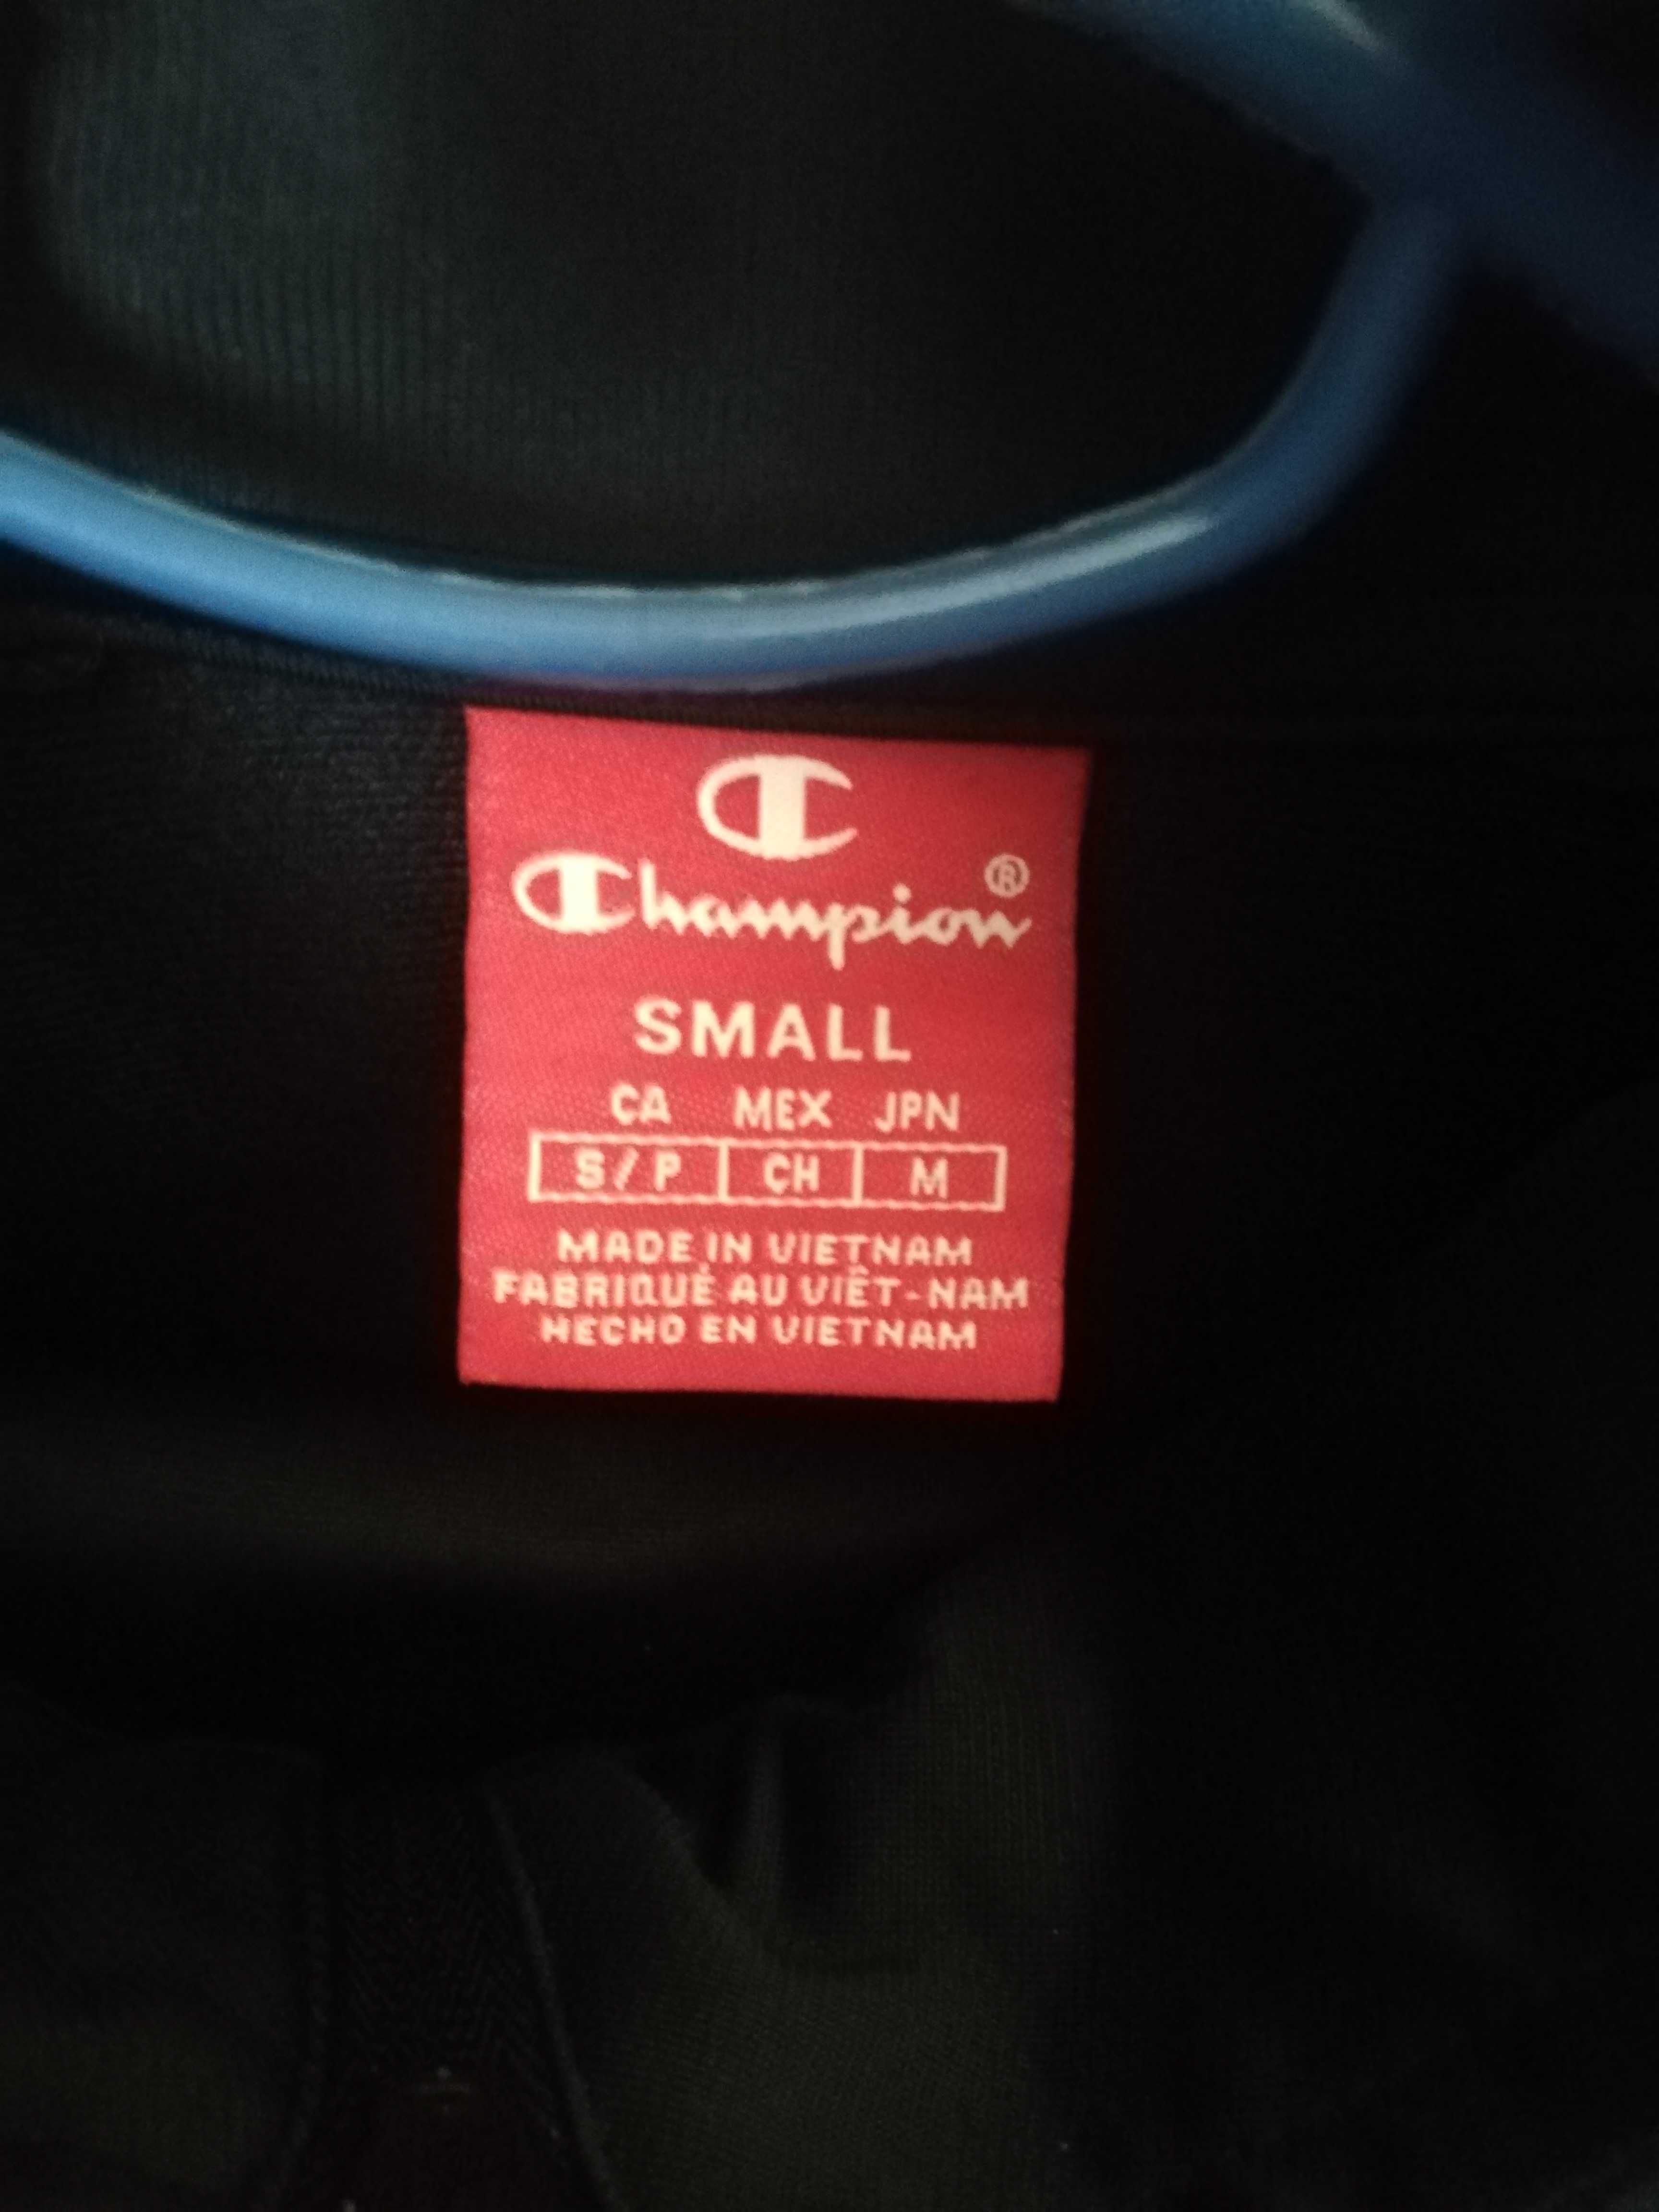 C
Champion®
SMALL
CA MEX JPN
S/P CH M
MADE IN VIETNAM
FABRIQUÉ AU VIÊT-NAM
HECHO EN VIETNAM